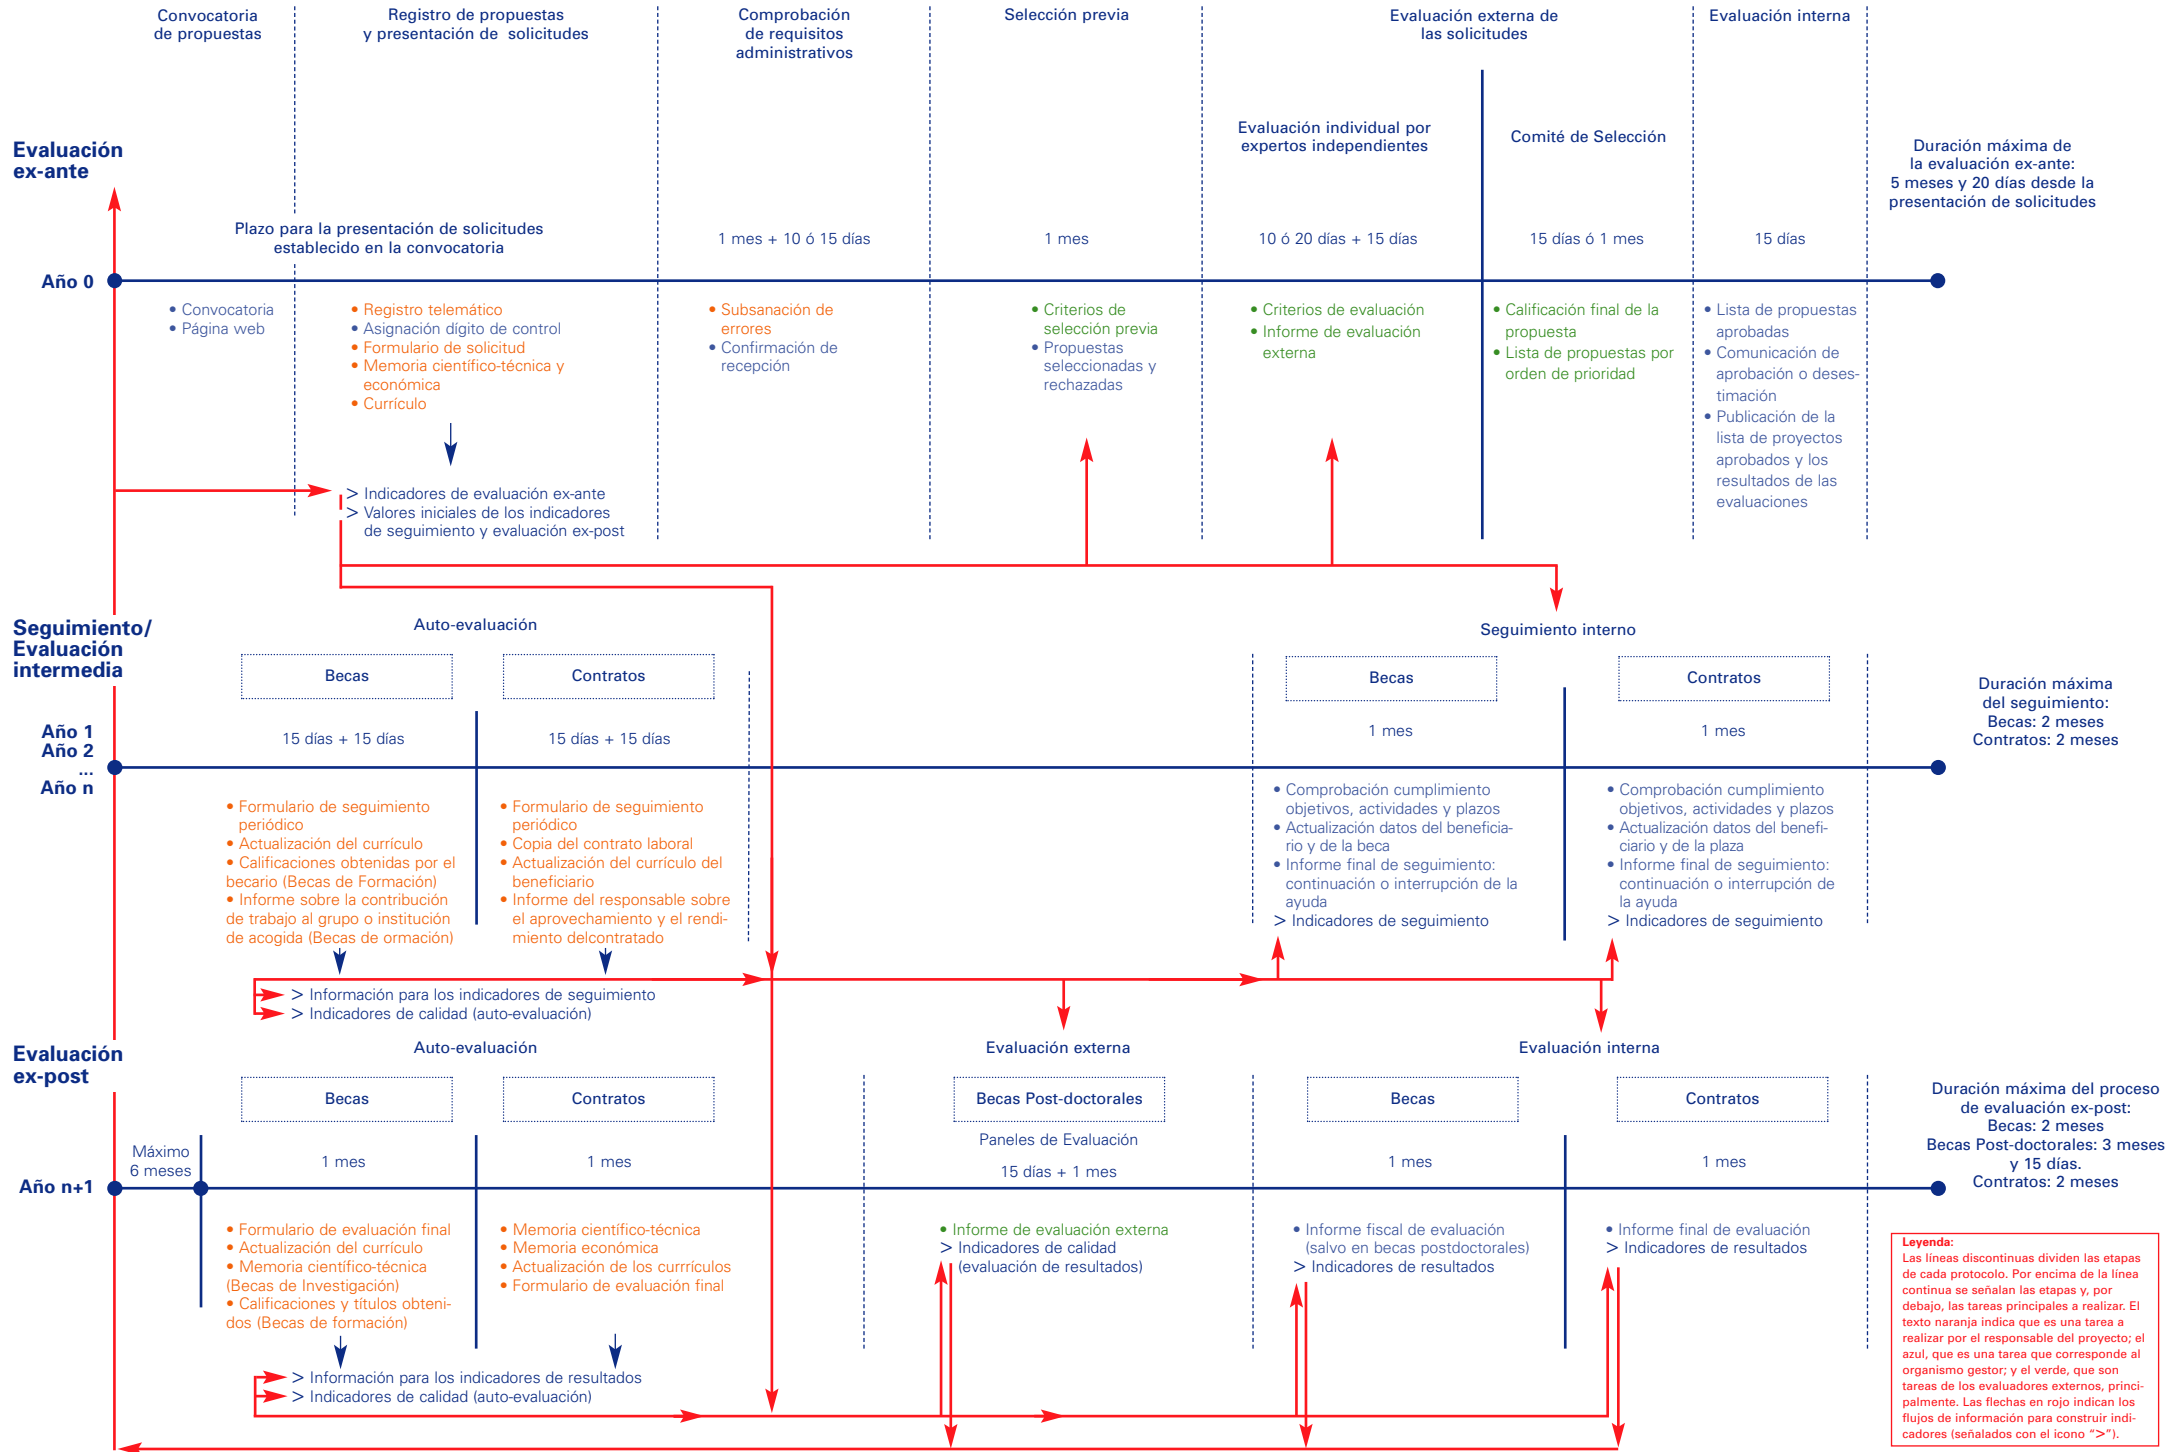 Convocatoria
de propuestas
Registro de propuestas
y presentación de solicitudes
Comprobación
de requisitos
administrativos
Selección previa
Evaluación externa de
las solicitudes
Evaluación interna
Evaluación individual por
expertos independientes
Comité de Selección
Evaluación
ex-ante
Duración máxima de
la evaluación ex-ante:
5 meses y 20 días desde la
presentación de solicitudes
Plazo para la presentación de solicitudes
establecido en la convocatoria
1 mes + 10 ó 15 días
1 mes
10 ó 20 días + 15 días
15 días ó 1 mes
15 días
Año 0
• Convocatoria
• Página web
• Registro telemático
• Asignación dígito de control
• Formulario de solicitud
• Memoria científico-técnica y
económica
• Currículo
• Subsanación de
errores
• Confirmación de
recepción
• Criterios de
selección previa
• Propuestas
seleccionadas y
rechazadas
• Criterios de evaluación
• Informe de evaluación
externa
• Calificación final de la
propuesta
• Lista de propuestas por
orden de prioridad
• Lista de propuestas
aprobadas
• Comunicación de
aprobación o deses-
timación
• Publicación de la
lista de proyectos
aprobados y los
resultados de las
evaluaciones
> Indicadores de evaluación ex-ante
> Valores iniciales de los indicadores
de seguimiento y evaluación ex-post
Seguimiento/
Evaluación
intermedia
Auto-evaluación
Seguimiento interno
Becas
Contratos
Becas
Contratos
Año 1
Año 2
...
Año n
15 días + 15 días
15 días + 15 días
1 mes
1 mes
Duración máxima
del seguimiento:
Becas: 2 meses
Contratos: 2 meses
• Formulario de seguimiento
periódico
• Actualización del currículo
• Calificaciones obtenidas por el
becario (Becas de Formación)
• Informe sobre la contribución
de trabajo al grupo o institución
de acogida (Becas de ormación)
• Formulario de seguimiento
periódico
• Copia del contrato laboral
• Actualización del currículo del
beneficiario
• Informe del responsable sobre
el aprovechamiento y el rendi-
miento delcontratado
• Comprobación cumplimiento
objetivos, actividades y plazos
• Actualización datos del beneficia-
rio y de la beca
• Informe final de seguimiento:
continuación o interrupción de la
ayuda
> Indicadores de seguimiento
• Comprobación cumplimiento
objetivos, actividades y plazos
• Actualización datos del benefi-
ciario y de la plaza
• Informe final de seguimiento:
continuación o interrupción de
la ayuda
> Indicadores de seguimiento
> Información para los indicadores de seguimiento
> Indicadores de calidad (auto-evaluación)
Evaluación
ex-post
Auto-evaluación
Evaluación externa
Evaluación interna
Becas
Contratos
Becas Post-doctorales
Becas
Contratos
Máximo
6 meses
1 mes
1 mes
Paneles de Evaluación
15 días + 1 mes
1 mes
1 mes
Duración máxima del proceso
de evaluación ex-post:
Becas: 2 meses
Becas Post-doctorales: 3 meses
y 15 días.
Contratos: 2 meses
Año n+1
• Formulario de evaluación final
• Actualización del currículo
• Memoria científico-técnica
(Becas de Investigación)
• Calificaciones y títulos obteni-
dos (Becas de formación)
• Memoria científico-técnica
• Memoria económica
• Actualización de los currrículos
• Formulario de evaluación final
• Informe de evaluación externa
> Indicadores de calidad
(evaluación de resultados)
• Informe fiscal de evaluación
(salvo en becas postdoctorales)
> Indicadores de resultados
• Informe final de evaluación
> Indicadores de resultados
> Información para los indicadores de resultados
> Indicadores de calidad (auto-evaluación)
Leyenda:
Las líneas discontinuas dividen las etapas
de cada protocolo. Por encima de la línea
continua se señalan las etapas y, por
debajo, las tareas principales a realizar. El
texto naranja indica que es una tarea a
realizar por el responsable del proyecto; el
azul, que es una tarea que corresponde al
organismo gestor; y el verde, que son
tareas de los evaluadores externos, princi-
palmente. Las flechas en rojo indican los
flujos de información para construir indi-
cadores (señalados con el icono “>”).